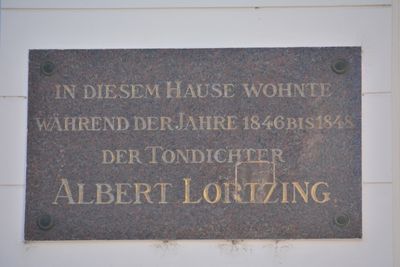 IN DIESEM HAUSE WOHNTE
WÄHREND DER JAHRE 1846 BIS 1848
DER TONDICHTER
ALBERT LORTZING.